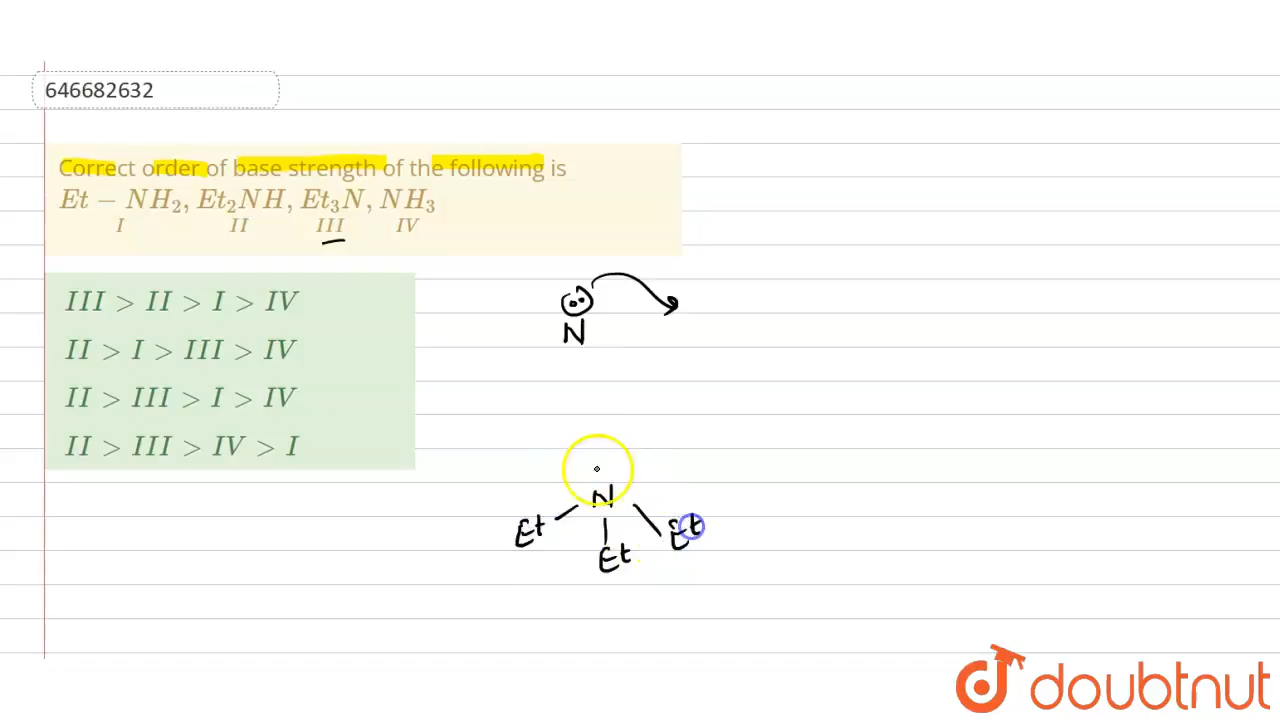 646682632
Correct order of base strength of the following is
Et − NH₂, Et₂NH, Et₃N, NH₃
I II III IV
III > II > I > IV
II > I > III > IV
II > III > I > IV
II > III > IV > I
N
N
Et Et Et
doubtnut